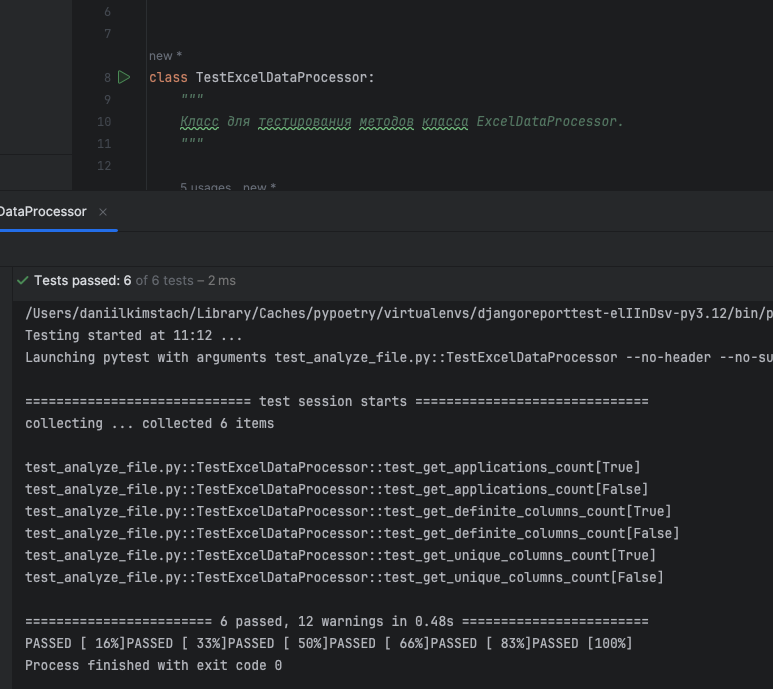 6
7
new *
8 class TestExcelDataProcessor:
9 """
10 Класс для тестирования методов класса ExcelDataProcessor.
11 """
12
5 usages new *
DataProcessor ×
Tests passed: 6 of 6 tests – 2 ms
/Users/daniilkimstach/Library/Caches/pypoetry/virtualenvs/djangoreporttest-elIInDsv-py3.12/bin/p
Testing started at 11:12 ...
Launching pytest with arguments test_analyze_file.py::TestExcelDataProcessor --no-header --no-su
============================= test session starts ==============================
collecting ... collected 6 items
test_analyze_file.py::TestExcelDataProcessor::test_get_applications_count[True]
test_analyze_file.py::TestExcelDataProcessor::test_get_applications_count[False]
test_analyze_file.py::TestExcelDataProcessor::test_get_definite_columns_count[True]
test_analyze_file.py::TestExcelDataProcessor::test_get_definite_columns_count[False]
test_analyze_file.py::TestExcelDataProcessor::test_get_unique_columns_count[True]
test_analyze_file.py::TestExcelDataProcessor::test_get_unique_columns_count[False]
======================== 6 passed, 12 warnings in 0.48s ========================
PASSED [ 16%]PASSED [ 33%]PASSED [ 50%]PASSED [ 66%]PASSED [ 83%]PASSED [100%]
Process finished with exit code 0